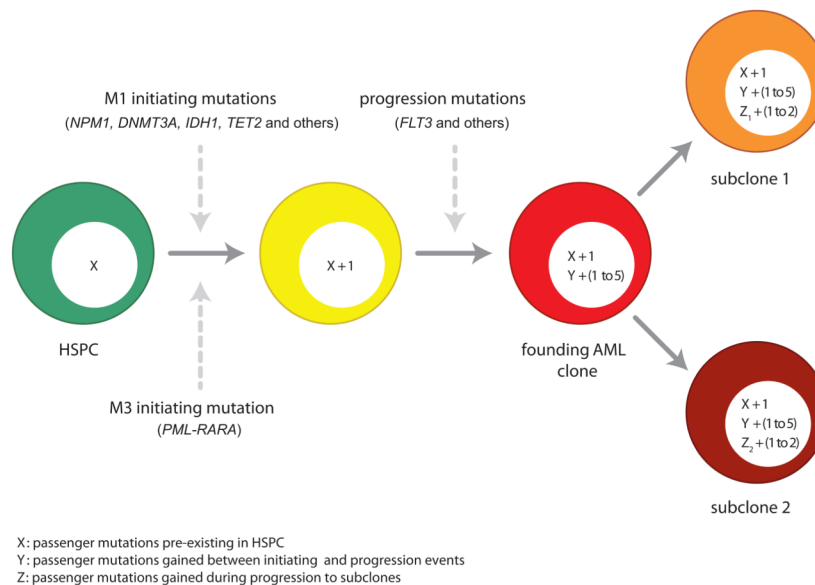 M1 initiating mutations
(NPM1, DNMT3A, IDH1, TET2 and others)
progression mutations
(FLT3 and others)
X + 1
Y + (1 to 5)
Z1 + (1 to 2)
subclone 1
X
X + 1
X + 1
Y + (1 to 5)
HSPC
founding AML
clone
M3 initiating mutation
(PML-RARA)
X + 1
Y + (1 to 5)
Z2 + (1 to 2)
subclone 2
X: passenger mutations pre-existing in HSPC
Y: passenger mutations gained between initiating and progression events
Z: passenger mutations gained during progression to subclones